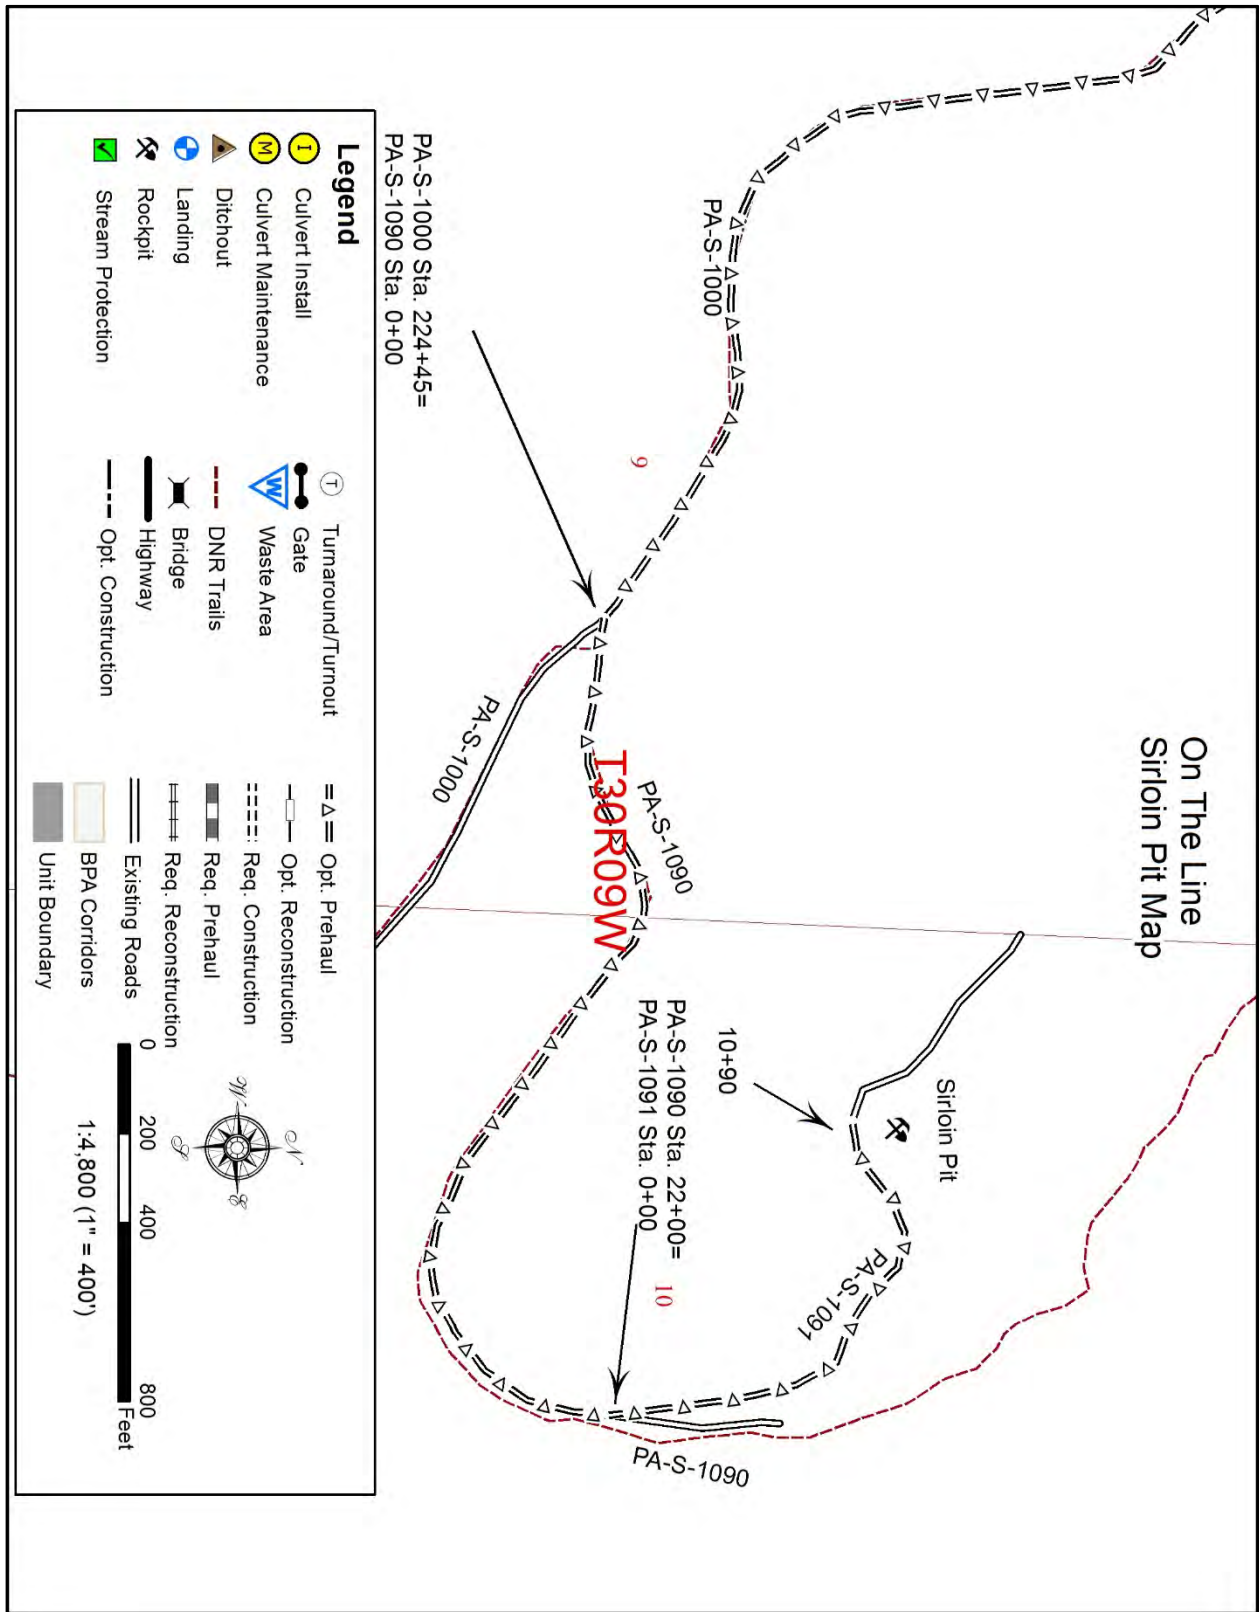 On The Line
Sirloin Pit Map
PA-S-1000
9
PA-S-1000 Sta. 224+45=
PA-S-1090 Sta. 0+00
PA-S-1000
T30R09W
PA-S-1090
Sirloin Pit
10+90
PA-S-1090 Sta. 22+00=
PA-S-1091 Sta. 0+00
10
PA-S-1091
PA-S-1090
Legend
I Culvert Install
M Culvert Maintenance
Ditchout
Landing
Rockpit
Stream Protection
T Turnaround/Turnout
Gate
W Waste Area
DNR Trails
Bridge
Highway
Opt. Construction
Opt. Prehaul
Opt. Reconstruction
Req. Construction
Req. Prehaul
Req. Reconstruction
Existing Roads
BPA Corridors
Unit Boundary
N
W
E
S
0 200 400 800
Feet
1:4,800 (1" = 400')